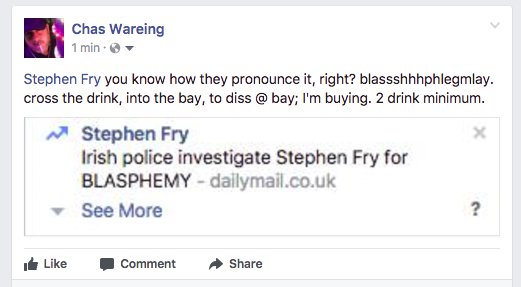 Chas Wareing
1 min ·
Stephen Fry you know how they pronounce it, right? blassshhhphlegmlay.
cross the drink, into the bay, to diss @ bay; I'm buying. 2 drink minimum.
Stephen Fry
Irish police investigate Stephen Fry for
BLASPHEMY - dailymail.co.uk
See More ?
Like Comment Share